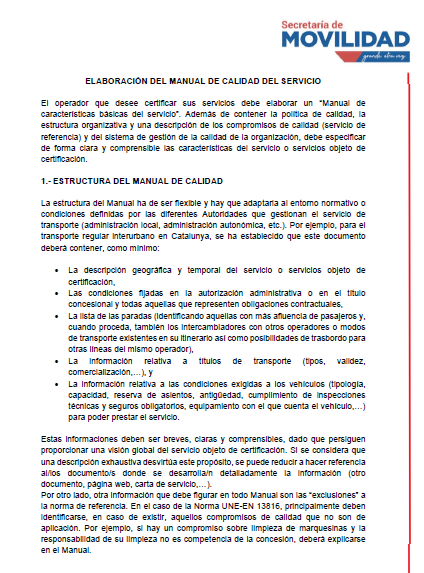 Secretaría de
MOVILIDAD
ELABORACIÓN DEL MANUAL DE CALIDAD DEL SERVICIO
El operador que desee certificar sus servicios debe elaborar un "Manual de
características básicas del servicio". Además de contener la política de calidad, la
estructura organizativa y una descripción de los compromisos de calidad (servicio de
referencia) y del sistema de gestión de la calidad de la organización, debe especificar
de forma clara y comprensible las características del servicio o servicios objeto de
certificación.
1.- ESTRUCTURA DEL MANUAL DE CALIDAD
La estructura del Manual ha de ser flexible y hay que adaptarla al entorno normativo o
condiciones definidas por las diferentes Autoridades que gestionan el servicio de
transporte (administración local, administración autonómica, etc.). Por ejemplo, para el
transporte regular interurbano en Catalunya, se ha establecido que este documento
deberá contener, como mínimo:
• La descripción geográfica y temporal del servicio o servicios objeto de
certificación,
• Las condiciones fijadas en la autorización administrativa o en el título
concesional y todas aquellas que representen obligaciones contractuales,
• La lista de las paradas (identificando aquellas con más afluencia de pasajeros y,
cuando proceda, también los intercambiadores con otros operadores o modos
de transporte existentes en su itinerario así como posibilidades de trasbordo para
otras líneas del mismo operador),
• La información relativa a títulos de transporte (tipos, validez,
comercialización,...), y
• La información relativa a las condiciones exigidas a los vehículos (tipología,
capacidad, reserva de asientos, antigüedad, cumplimiento de inspecciones
técnicas y seguros obligatorios, equipamiento con el que cuenta el vehículo,...)
para poder prestar el servicio.
Estas informaciones deben ser breves, claras y comprensibles, dado que persiguen
proporcionar una visión global del servicio objeto de certificación. Si se considera que
una descripción exhaustiva desvirtúa este propósito, se puede reducir a hacer referencia
al/los documento/s donde se desarrolla/n detalladamente la información (otro
documento, página web, carta de servicio,...).
Por otro lado, otra información que debe figurar en todo Manual son las "exclusiones" a
la norma de referencia. En el caso de la Norma UNE-EN 13816, principalmente deben
identificarse, en caso de existir, aquellos compromisos de calidad que no son de
aplicación. Por ejemplo, si hay un compromiso sobre limpieza de marquesinas y la
responsabilidad de su limpieza no es competencia de la concesión, deberá explicarse
en el Manual.